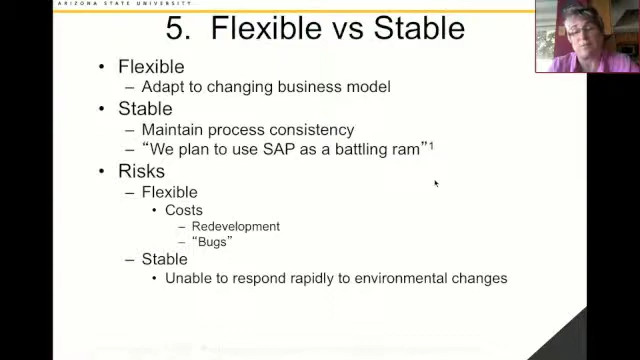 ARIZONA STATE UNIVERSITY
5. Flexible vs Stable
• Flexible
– Adapt to changing business model
• Stable
– Maintain process consistency
– “We plan to use SAP as a battling ram”1
• Risks
– Flexible
• Costs
– Redevelopment
– “Bugs”
– Stable
• Unable to respond rapidly to environmental changes